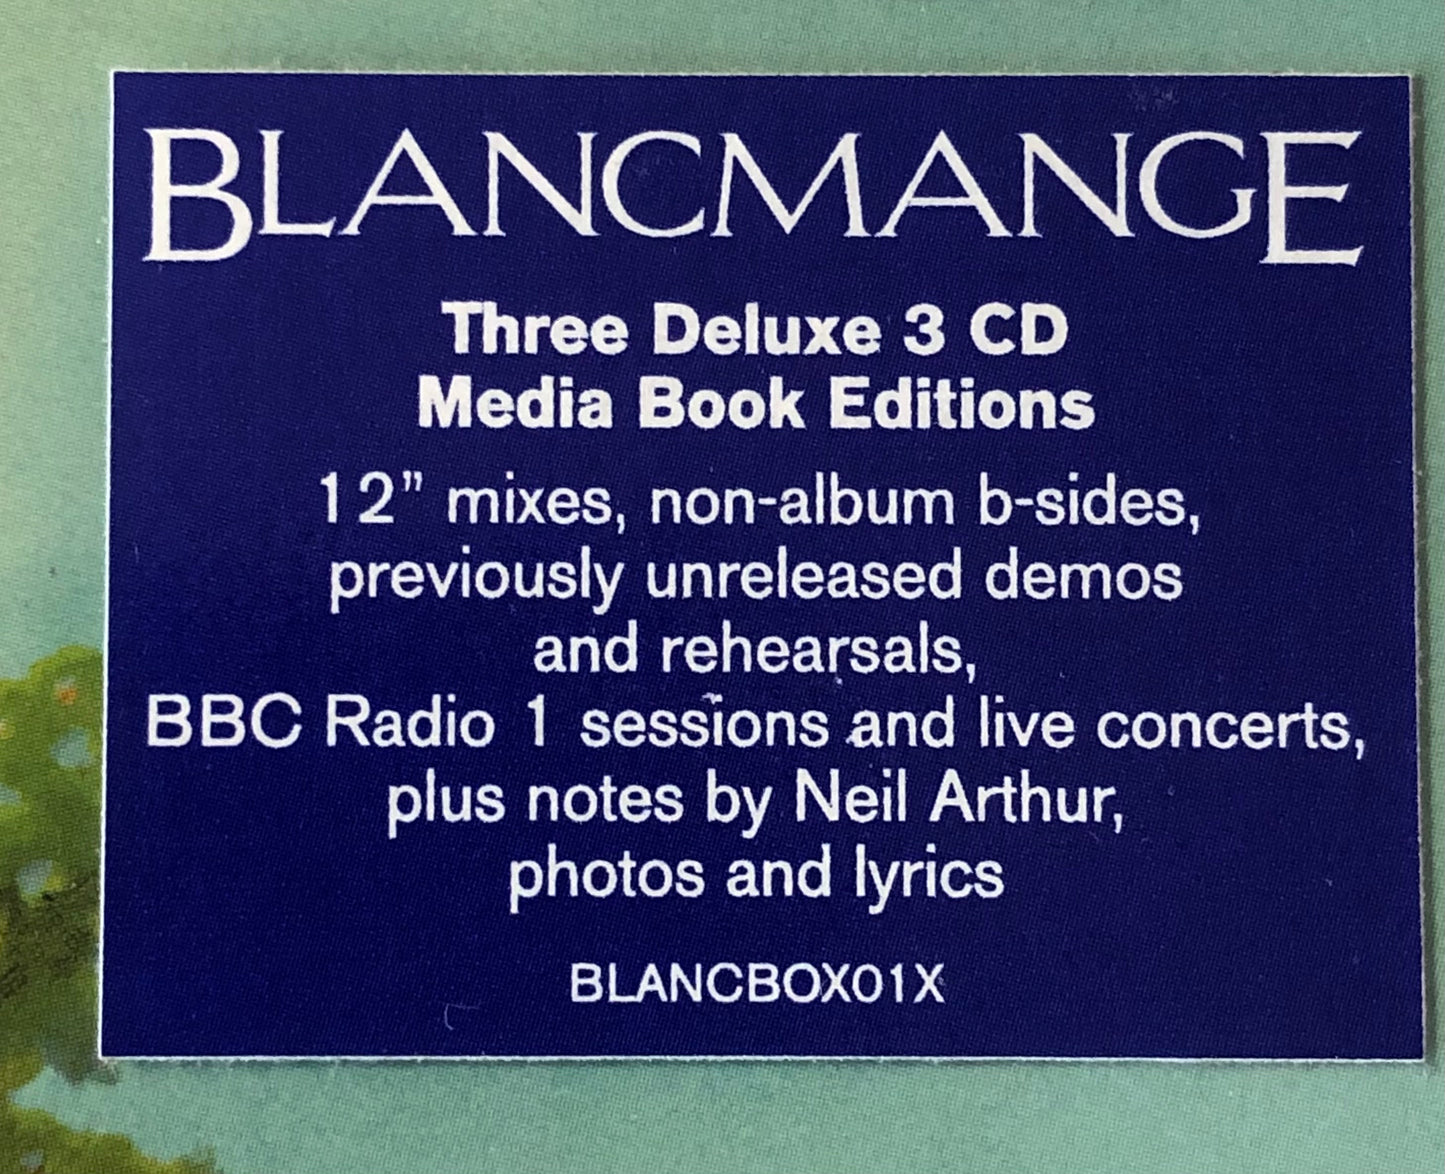 BLANCMANGE
Three Deluxe 3 CD
Media Book Editions
12” mixes, non-album b-sides,
previously unreleased demos
and rehearsals,
BBC Radio 1 sessions and live concerts,
plus notes by Neil Arthur,
photos and lyrics
BLANCBOX01X